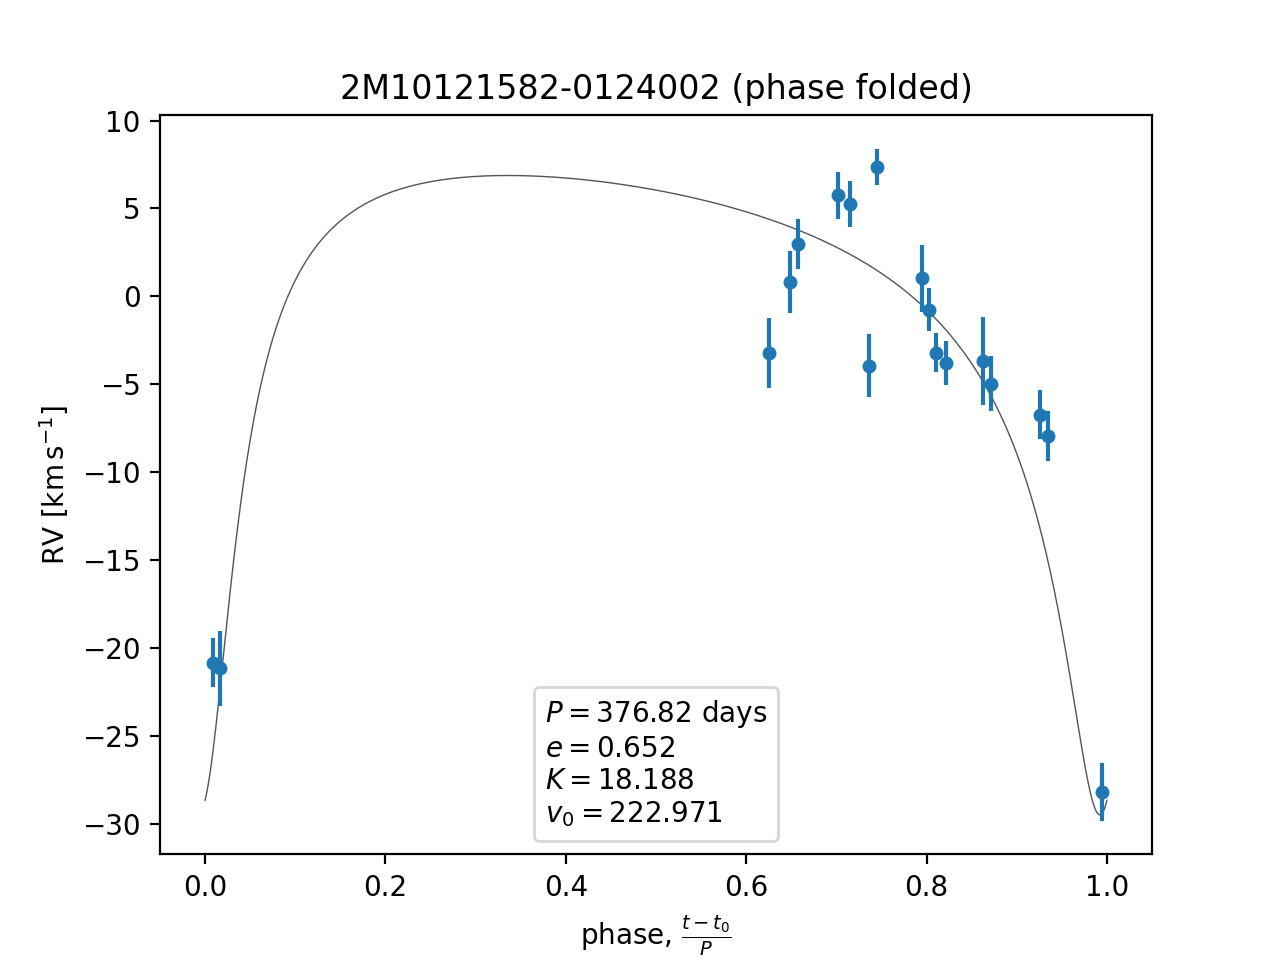 2M10121582-0124002 (phase folded)
10
5
0
−5
−10
−15
−20
−25
−30
RV [km s⁻¹]
P = 376.82 days
e = 0.652
K = 18.188
v₀ = 222.971
0.0 0.2 0.4 0.6 0.8 1.0
phase, (t − t₀)/P